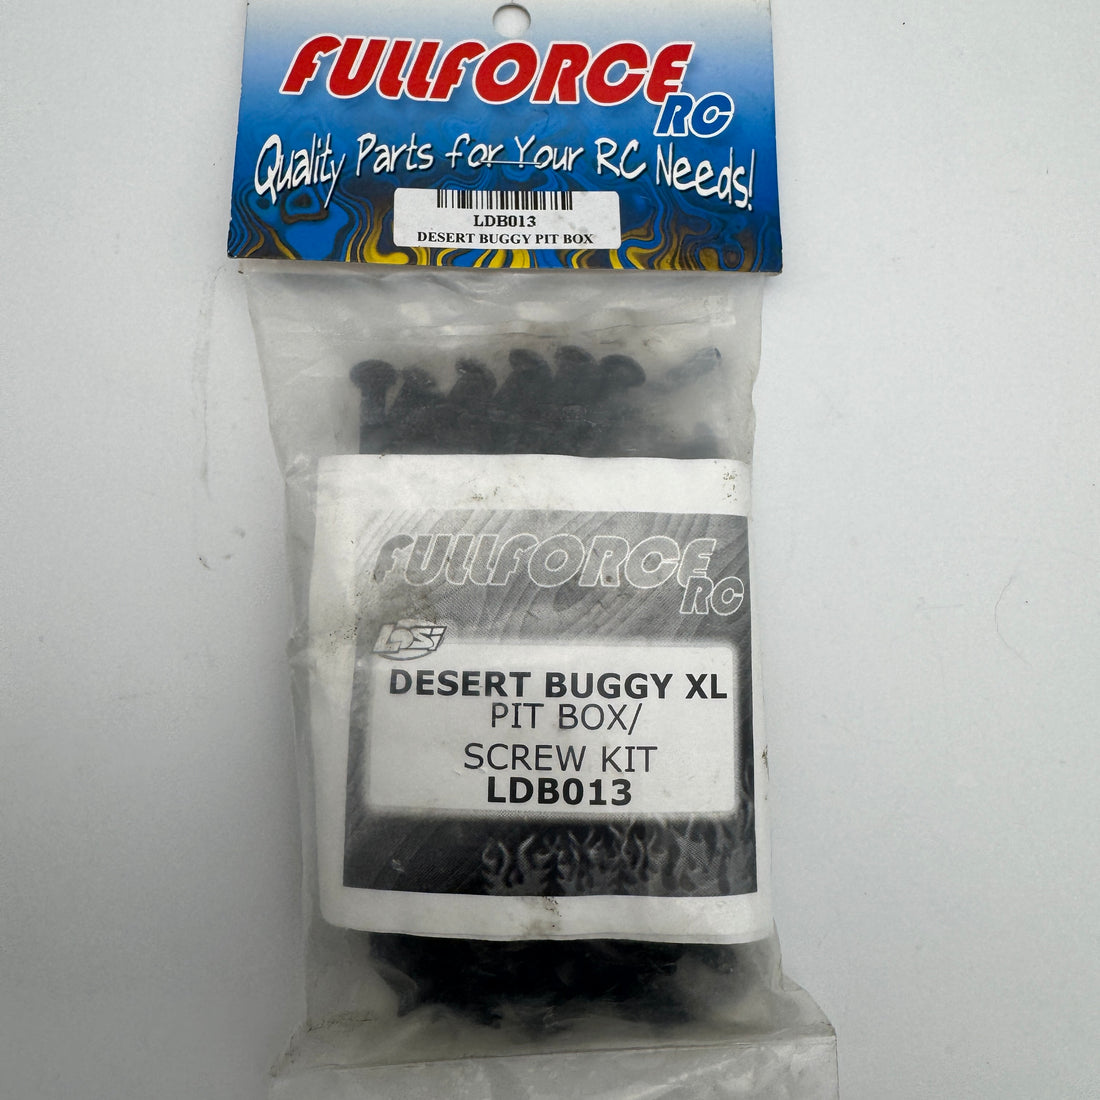 FULLFORCE
RC
Quality Parts for Your RC Needs!
LDB013
DESERT BUGGY PIT BOX
FULLFORCE
RC
LOSi
DESERT BUGGY XL
PIT BOX/
SCREW KIT
LDB013